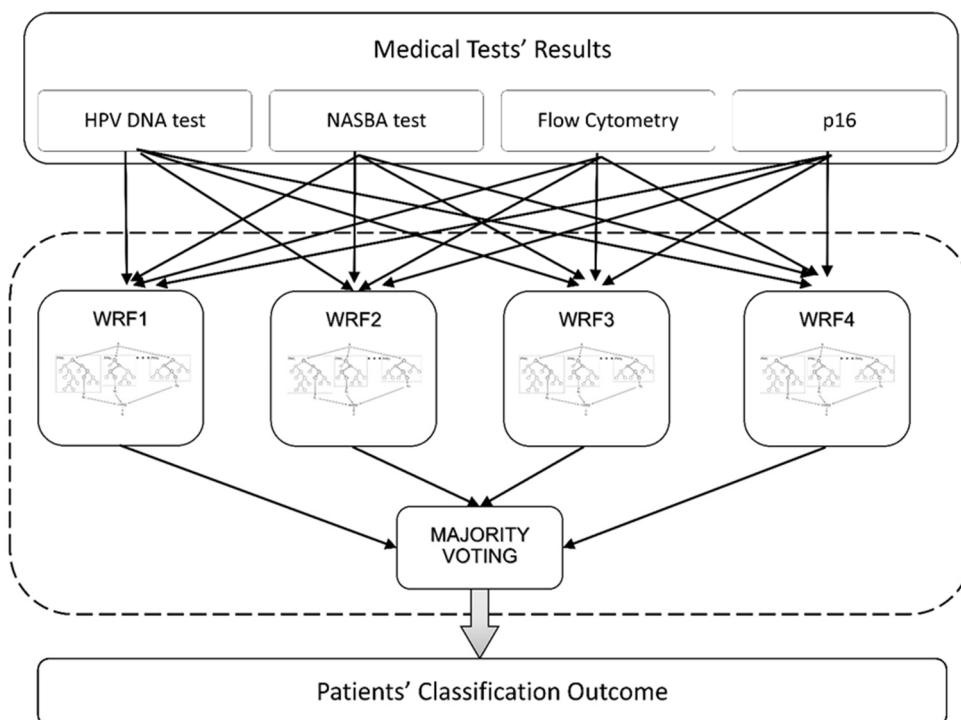 Medical Tests’ Results
HPV DNA test
NASBA test
Flow Cytometry
p16
WRF1
WRF2
WRF3
WRF4
MAJORITY
VOTING
Patients’ Classification Outcome